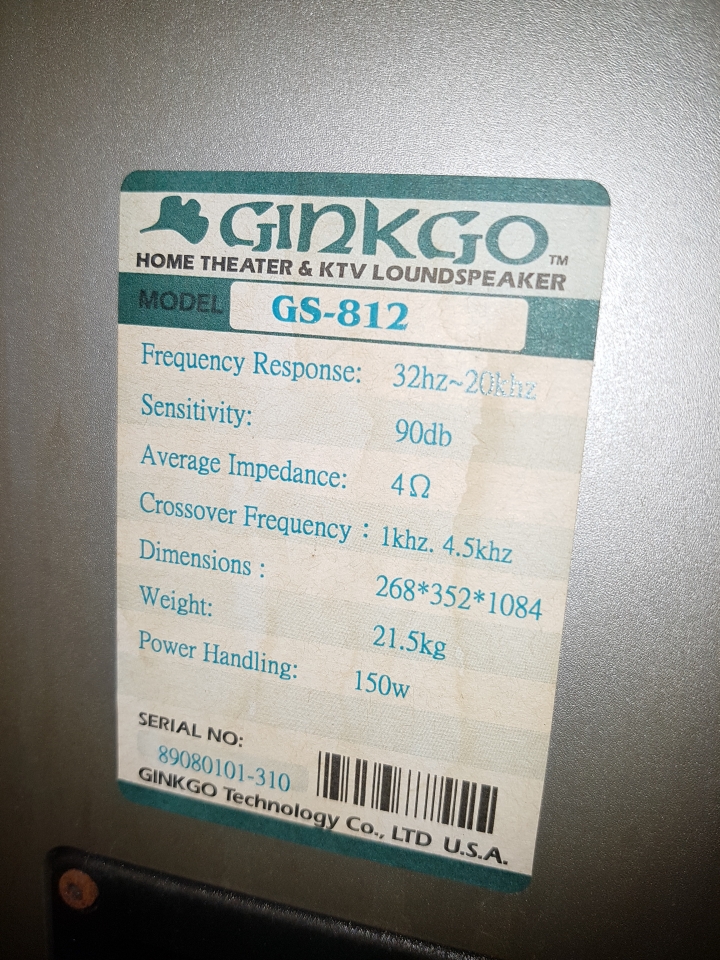 GINKGO™
HOME THEATER & KTV LOUNDSPEAKER
MODEL GS-812
Frequency Response: 32hz~20khz
Sensitivity: 90db
Average Impedance: 4Ω
Crossover Frequency : 1khz. 4.5khz
Dimensions : 268*352*1084
Weight: 21.5kg
Power Handling: 150w
SERIAL NO:
89080101-310
GINKGO Technology Co., LTD U.S.A.